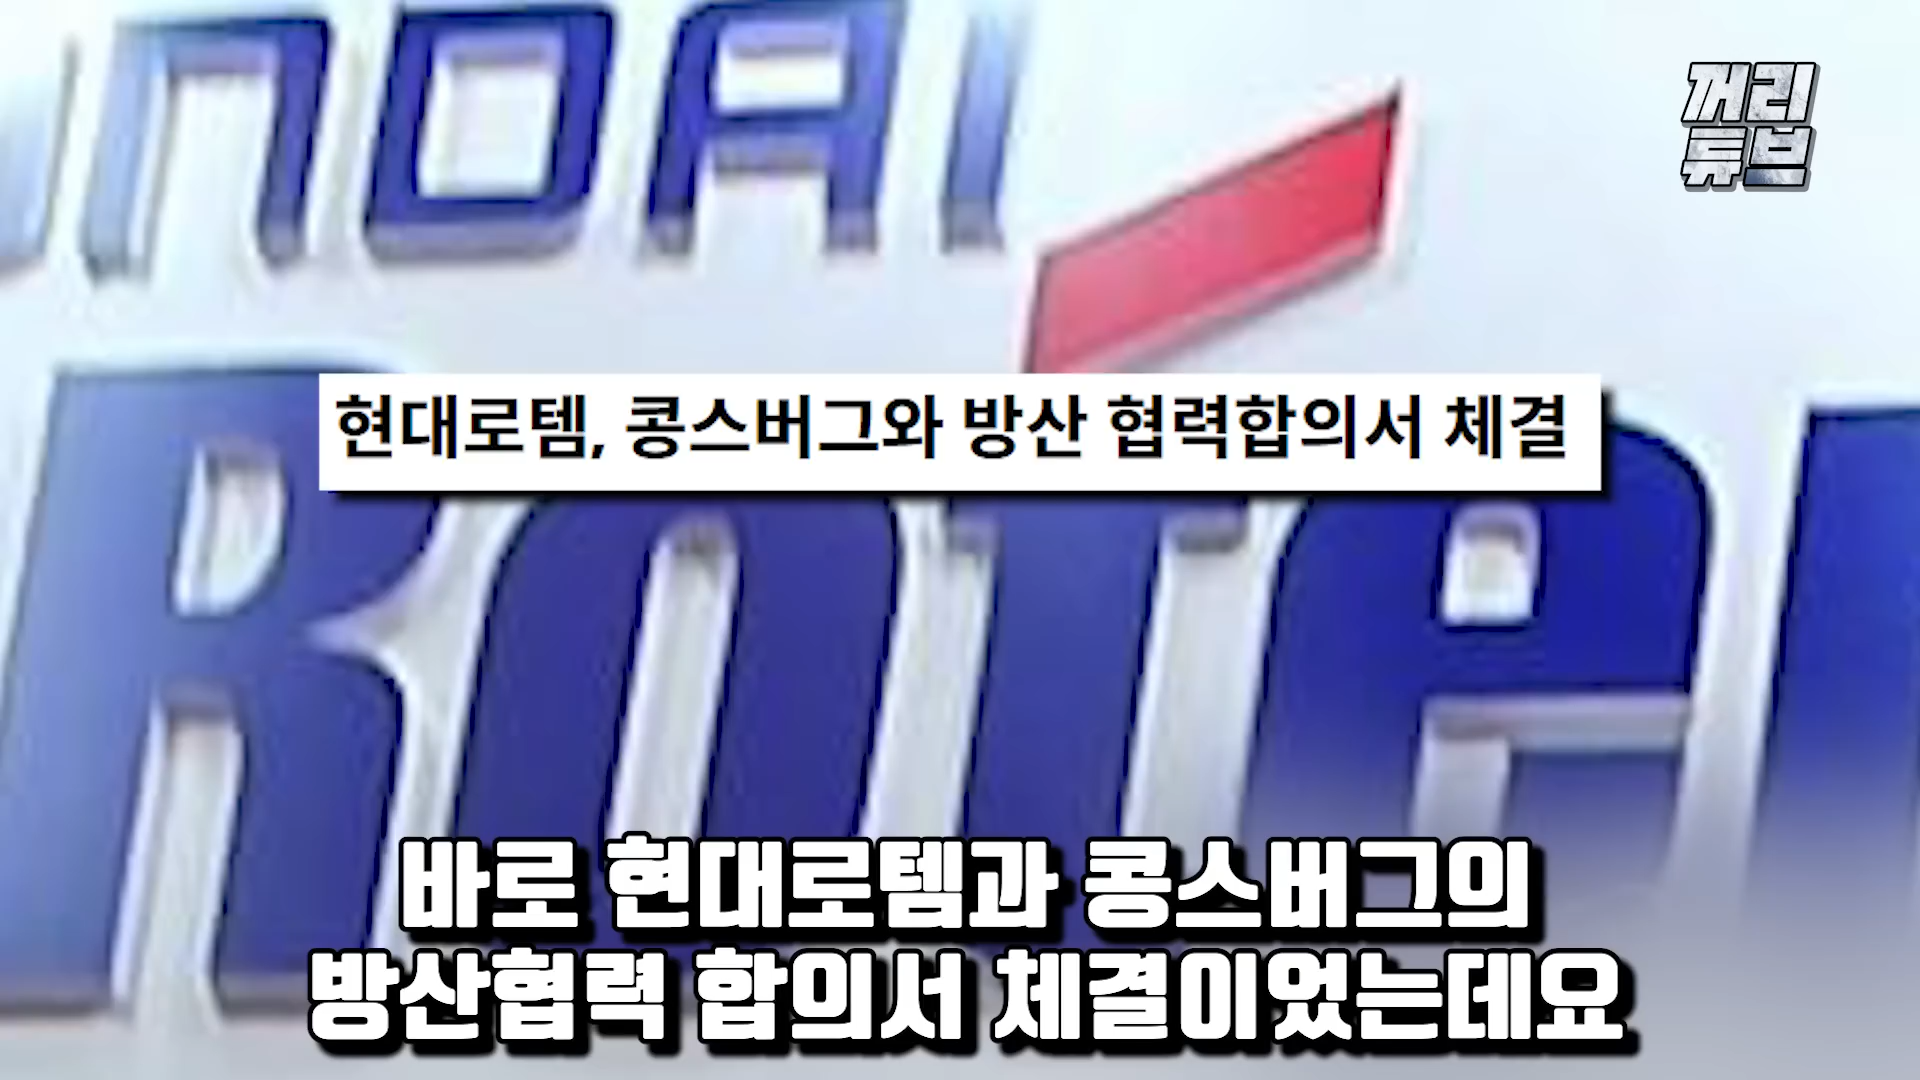 NDAI
꺼리
튜브
현대로템, 콩스버그와 방산 협력합의서 체결
Rotem
바로 현대로템과 콩스버그의
방산협력 합의서 체결이었는데요